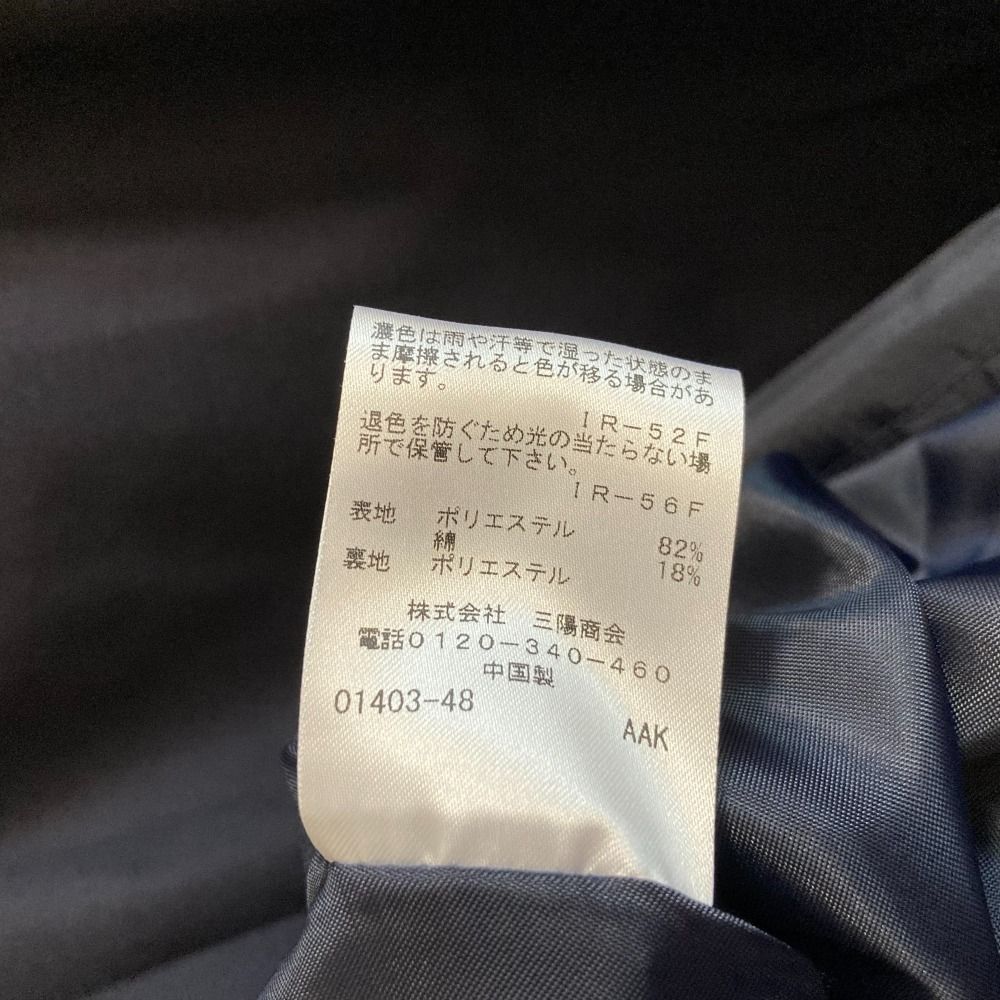 濃色は雨や汗等で湿った状態のま
ま摩擦されると色が移る場合があ
ります。
IR-52F
退色を防ぐため光の当たらない場
所で保管して下さい。
IR-56F
表地 ポリエステル 82%
綿 18%
裏地 ポリエステル
株式会社 三陽商会
電話0120-340-460
中国製
01403-48
AAK